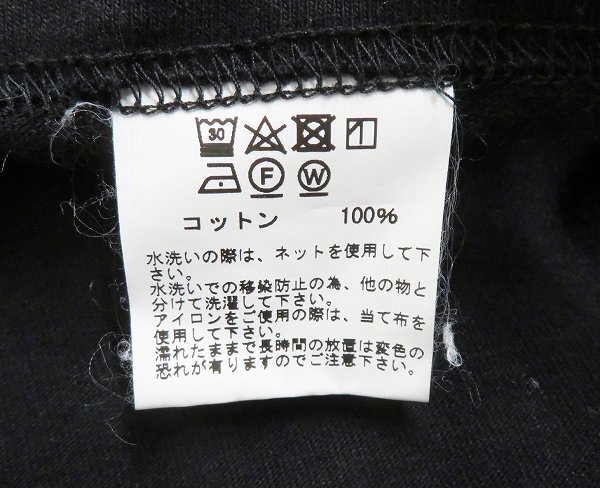 30
F W
コットン 100%
水洗いの際は、ネットを使用して下
さい。
水洗いでの移染防止の為、他の物と
分けて洗濯して下さい。
アイロンをご使用の際は、当て布を
使用して下さい。
濡れたままで長時間の放置は変色の
恐れが有りますのでご注意下さい。